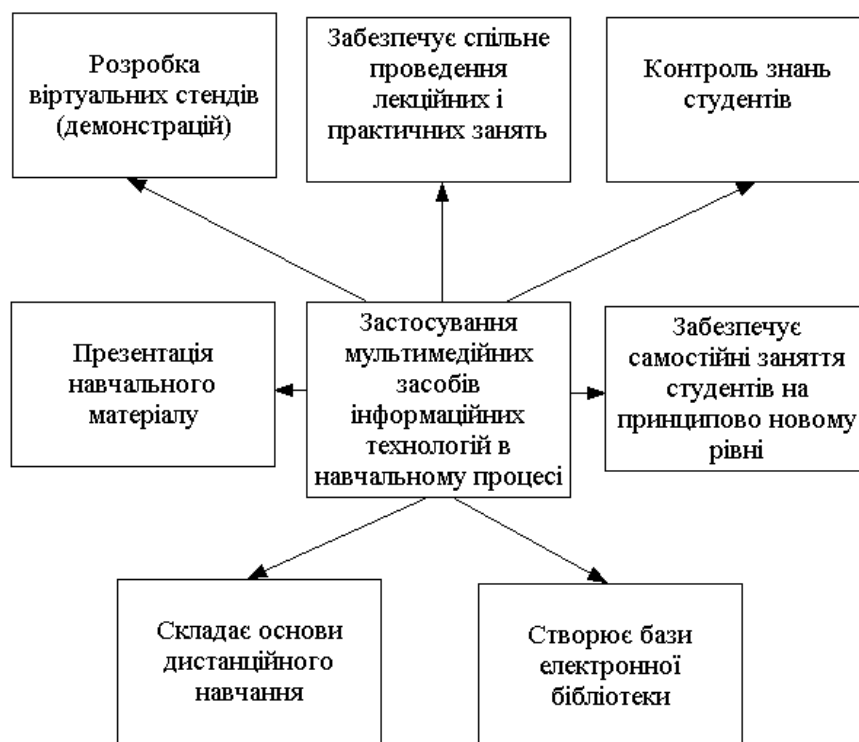 Розробка
віртуальних стендів
(демонстрацій)
Забезпечує спільне
проведення
лекційних і
практичних занять
Контроль знань
студентів
Презентація
навчального
матеріалу
Застосування
мультимедійних
засобів
інформаційних
технологій в
навчальному процесі
Забезпечує
самостійні заняття
студентів на
принципово новому
рівні
Складає основи
дистанційного
навчання
Створює бази
електронної
бібліотеки